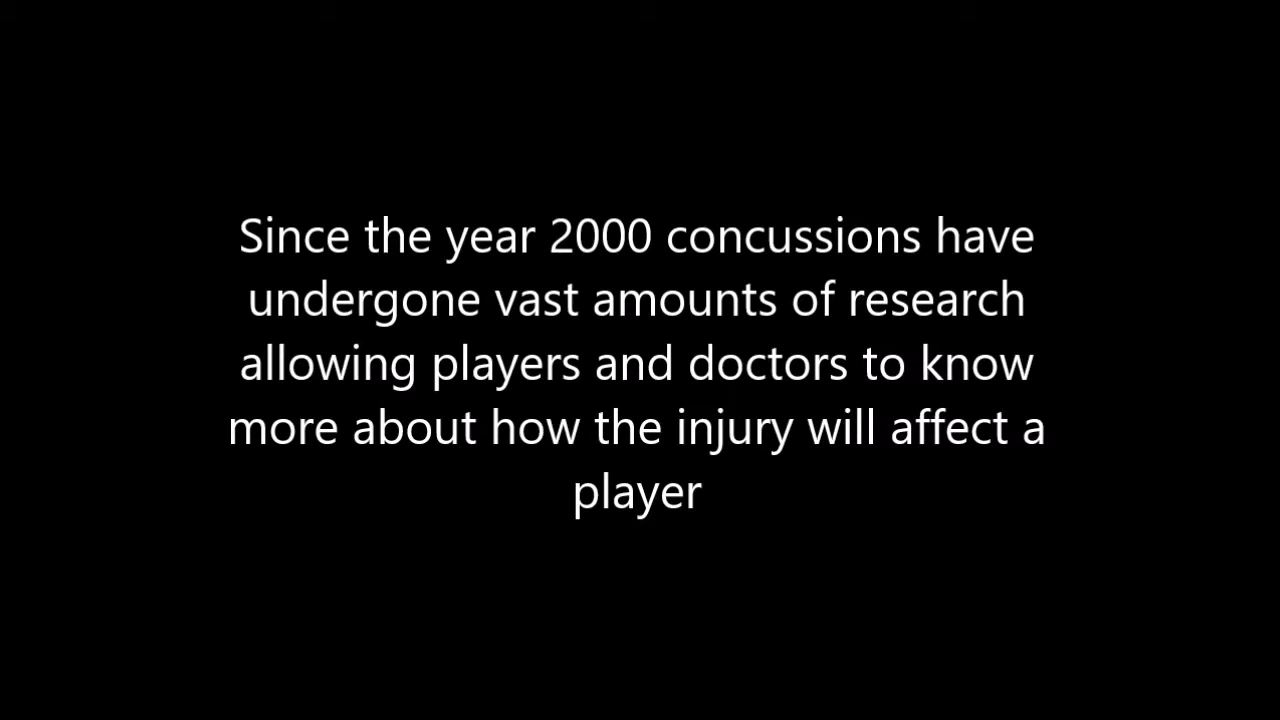 Since the year 2000 concussions have
undergone vast amounts of research
allowing players and doctors to know
more about how the injury will affect a
player